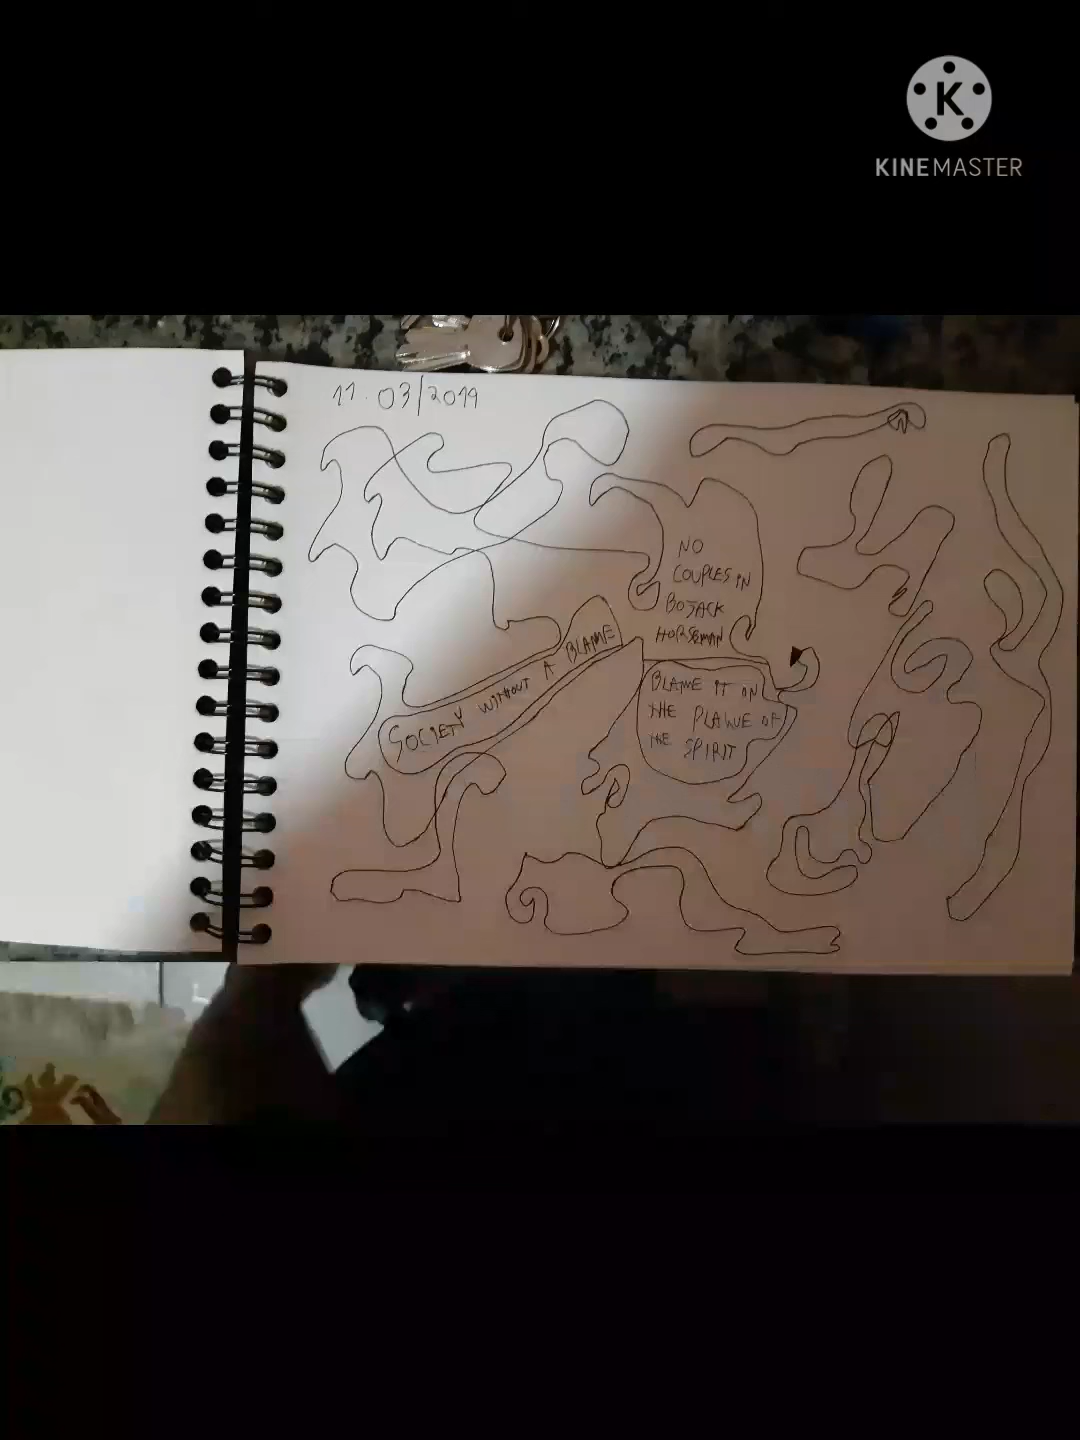 KINEMASTER
11.03/2019
NO
COUPLES IN
BOJACK
HORSEMAN
SOCIETY WITHOUT A BLAME
BLAME IT ON
THE PLAGUE OF
THE SPIRIT